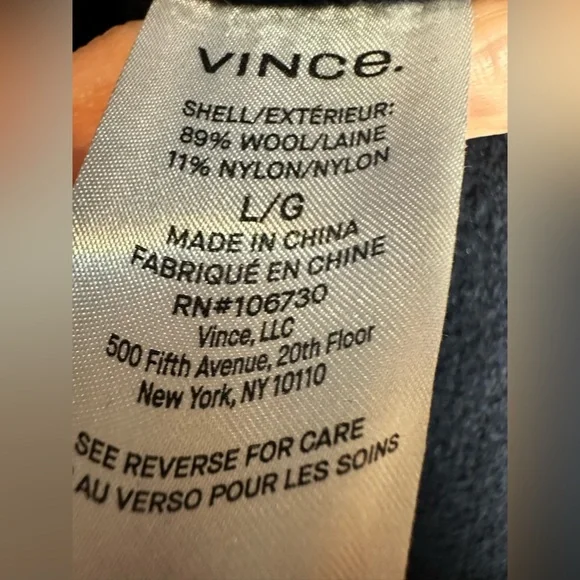 VINCE.
SHELL/EXTÉRIEUR:
89% WOOL/LAINE
11% NYLON/NYLON
L/G
MADE IN CHINA
FABRIQUÉ EN CHINE
RN#106730
Vince, LLC
500 Fifth Avenue, 20th Floor
New York, NY 10110
SEE REVERSE FOR CARE
AU VERSO POUR LES SOINS